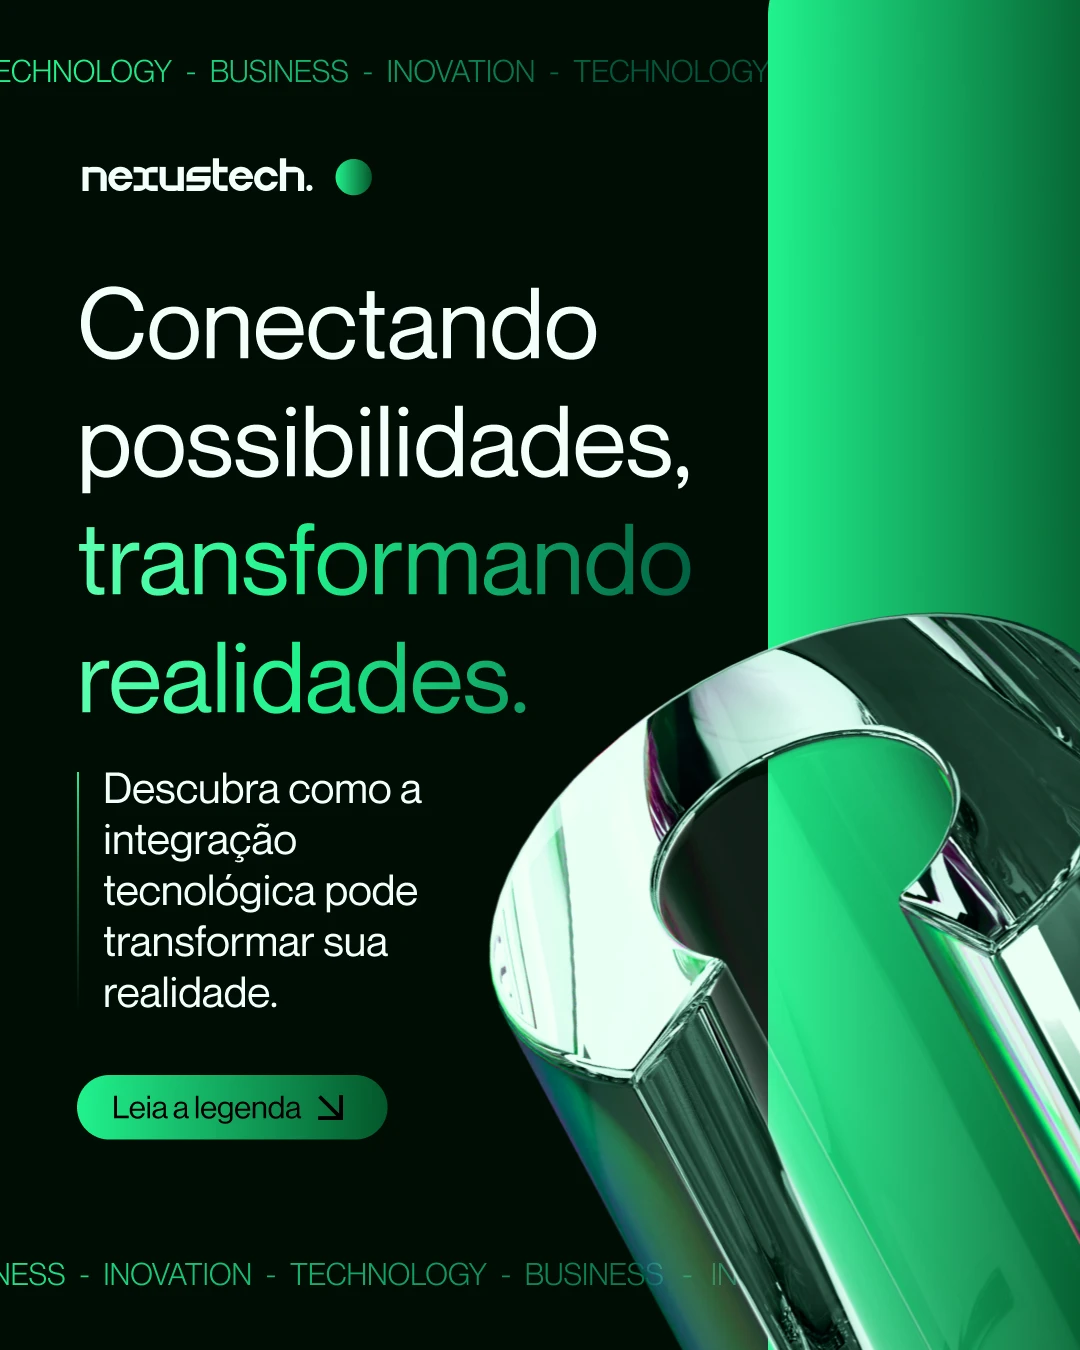 ECHNOLOGY - BUSINESS - INOVATION - TECHNOLOGY
nexustech.
Conectando
possibilidades,
transformando
realidades.
Descubra como a
integração
tecnológica pode
transformar sua
realidade.
Leia a legenda
NESS - INOVATION - TECHNOLOGY - BUSINESS - IN